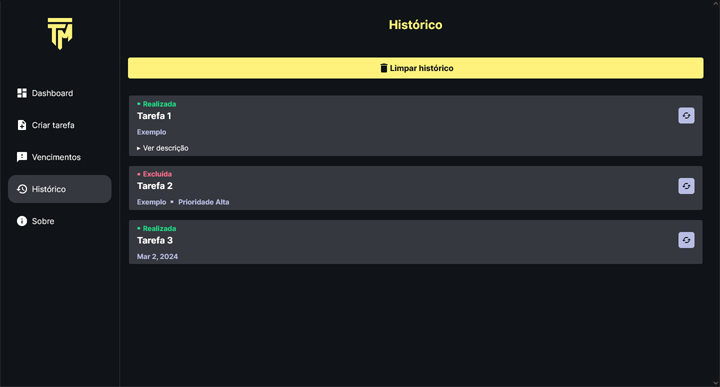 TM
Dashboard
Criar tarefa
Vencimentos
Histórico
Sobre
Histórico
Limpar histórico
• Realizada
Tarefa 1
Exemplo
▸ Ver descrição
• Excluída
Tarefa 2
Exemplo • Prioridade Alta
• Realizada
Tarefa 3
Mar 2, 2024